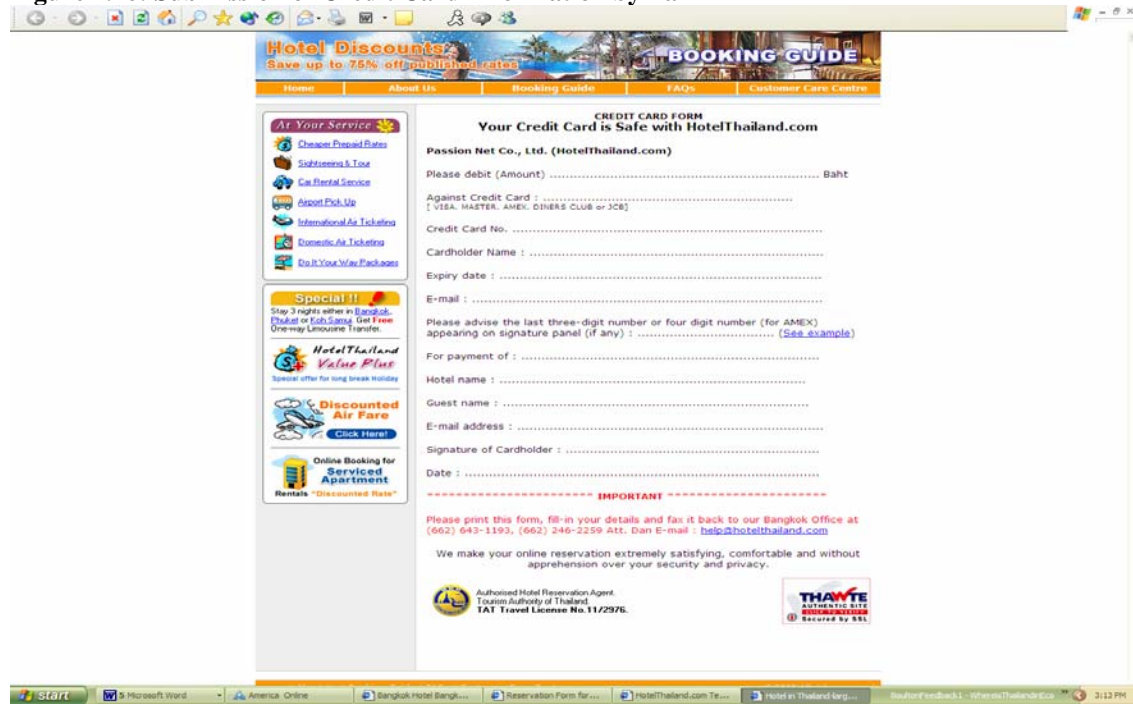 Hotel Discounts
Save up to 75% off published rates
BOOKING GUIDE
Home About Us Booking Guide FAQs Customer Care Centre
At Your Service
Cheaper Prepaid Rates
Sightseeing & Tour
Car Rental Service
Airport Pick Up
International Air Ticketing
Domestic Air Ticketing
Do It Your Way Packages
Special !!
Stay 3 nights either in Bangkok,
Phuket or Koh Samui. Get Free
One-way Limousine Transfer.
HotelThailand
Value Plus
Special offer for long break Holiday
Discounted
Air Fare
Click Here!
Online Booking for
Serviced
Apartment
Rentals "Discounted Rate"
CREDIT CARD FORM
Your Credit Card is Safe with HotelThailand.com
Passion Net Co., Ltd. (HotelThailand.com)
Please debit (Amount) ................................................................ Baht
Against Credit Card : ...........................................................
[ VISA. MASTER. AMEX. DINERS CLUB or JCB]
Credit Card No. .....................................................................
Cardholder Name : ..................................................................
Expiry date : .........................................................................
E-mail : ..............................................................................
Please advise the last three-digit number or four digit number (for AMEX)
appearing on signature panel (if any) : ................................ (See example)
For payment of : ..................................................................
Hotel name : ....................................................................
Guest name : ....................................................................
E-mail address : ....................................................................
Signature of Cardholder : .........................................................
Date : ................................................................................
======================= IMPORTANT ======================
Please print this form, fill-in your details and fax it back to our Bangkok Office at
(662) 643-1193, (662) 246-2259 Att. Dan E-mail : help@hotelthailand.com
We make your online reservation extremely satisfying, comfortable and without
apprehension over your security and privacy.
Authorised Hotel Reservation Agent.
Tourism Authority of Thailand.
TAT Travel License No.11/2976.
THAWTE
AUTHENTIC SITE
CLICK TO VERIFY
Secured by SSL
start
5 Microsoft Word
America Online
Bangkok Hotel Bangk...
Reservation Form for...
HotelThailand.com Te...
Hotel in Thailand-larg...
3:13 PM